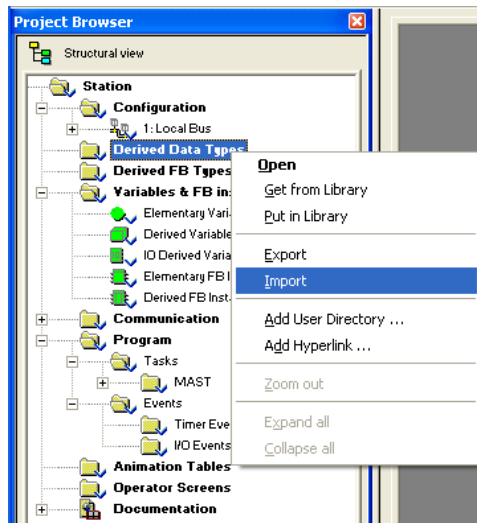 Project Browser
Structural view
Station
Configuration
1: Local Bus
Derived Data Types
Derived FB Types
Variables & FB in
Elementary Vari
Derived Variable
IO Derived Varia
Elementary FB I
Derived FB Inst
Communication
Program
Tasks
MAST
Events
Timer Eve
I/O Events
Animation Tables
Operator Screens
Documentation
Open
Get from Library
Put in Library
Export
Import
Add User Directory ...
Add Hyperlink ...
Zoom out
Expand all
Collapse all